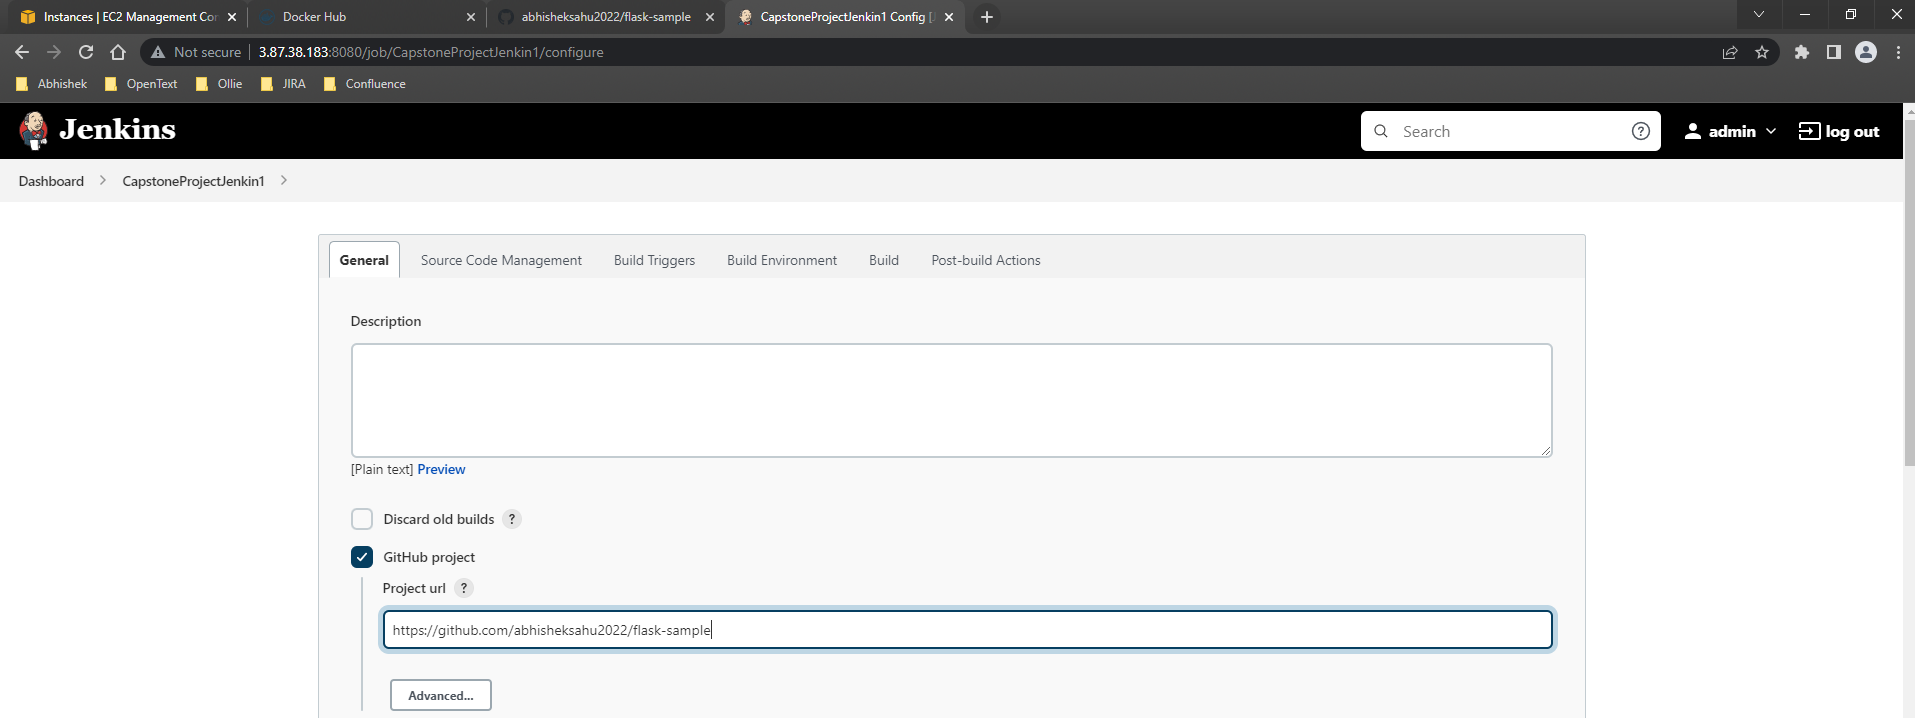 Instances | EC2 Management Con
Docker Hub
abhisheksahu2022/flask-sample
CapstoneProjectJenkin1 Config [J
Not secure
3.87.38.183:8080/job/CapstoneProjectJenkin1/configure
Abhishek
OpenText
Ollie
JIRA
Confluence
Jenkins
Search
?
admin
log out
Dashboard
CapstoneProjectJenkin1
General
Source Code Management
Build Triggers
Build Environment
Build
Post-build Actions
Description
[Plain text] Preview
Discard old builds ?
GitHub project
Project url ?
https://github.com/abhisheksahu2022/flask-sample
Advanced...